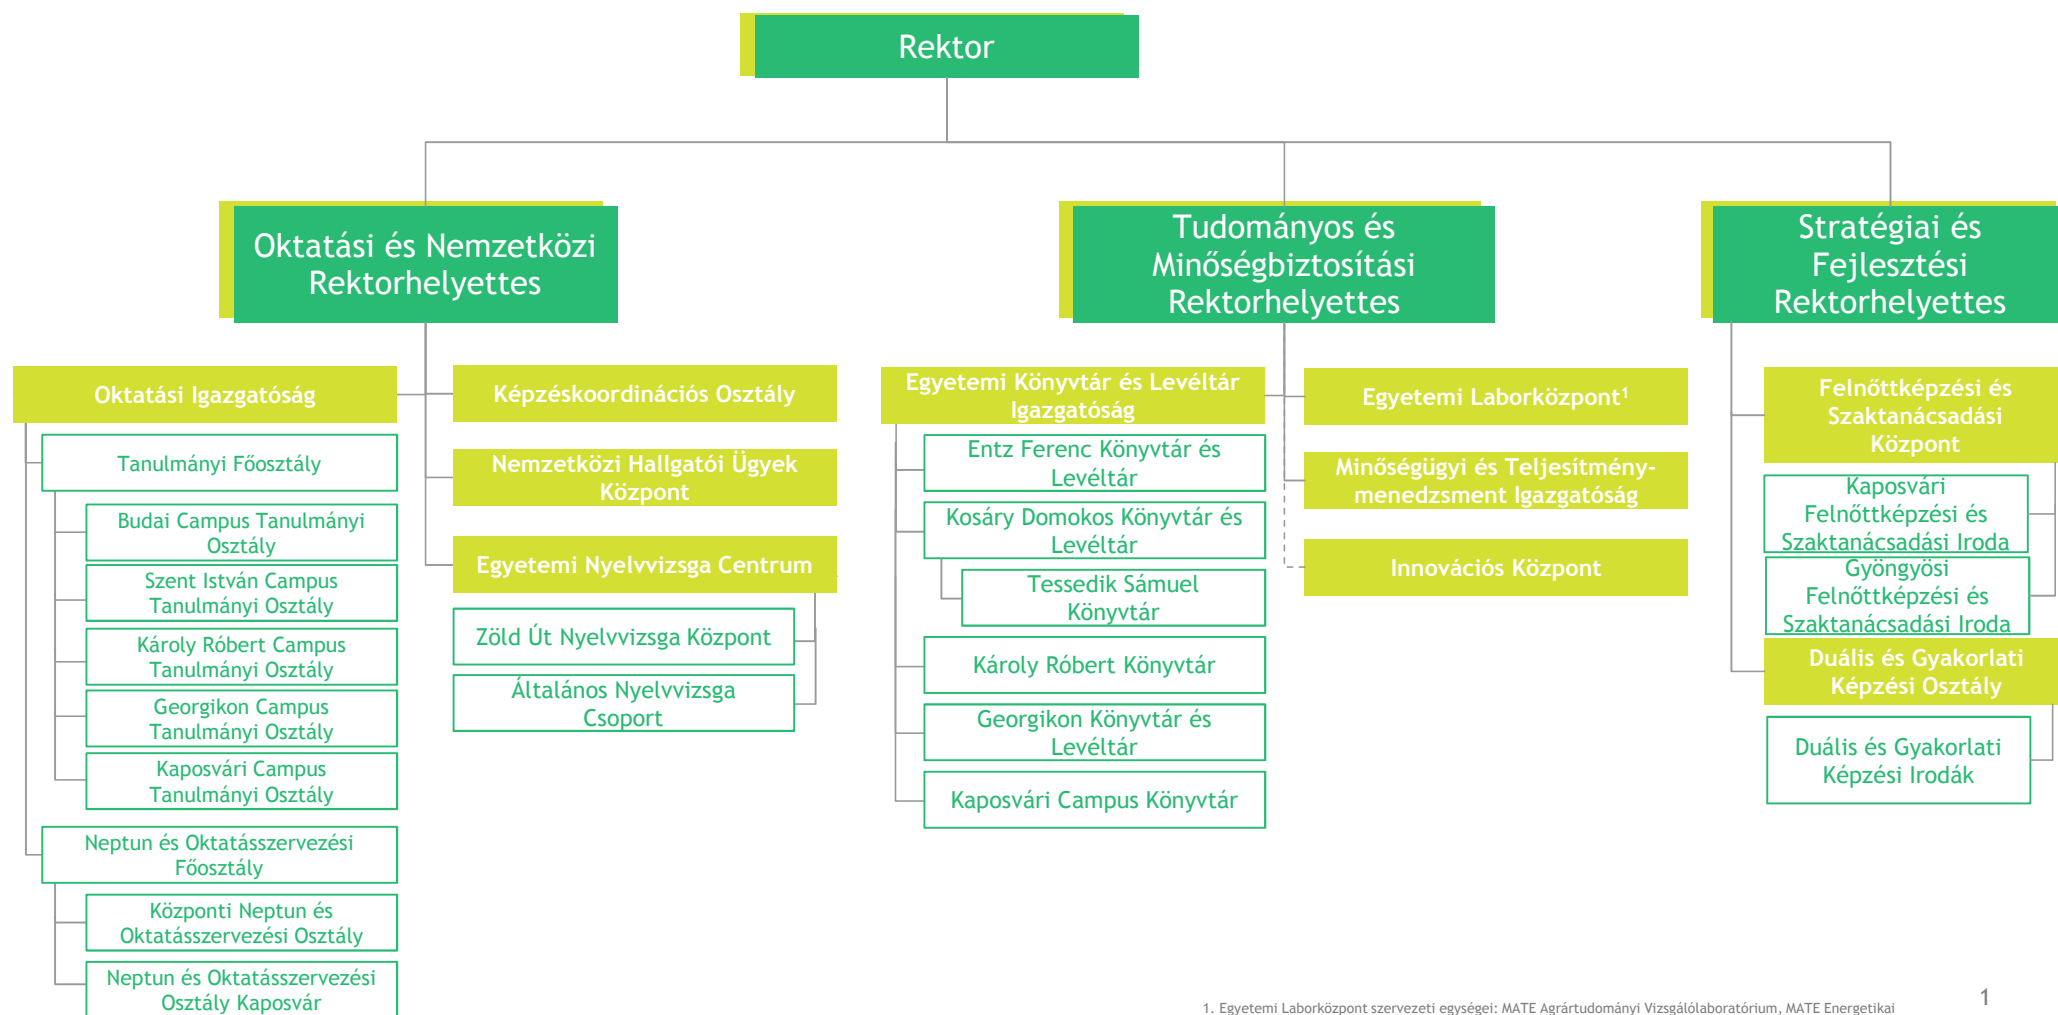 Rektor
Oktatási és Nemzetközi
Rektorhelyettes
Tudományos és
Minőségbiztosítási
Rektorhelyettes
Stratégiai és
Fejlesztési
Rektorhelyettes
Oktatási Igazgatóság
Tanulmányi Főosztály
Budai Campus Tanulmányi
Osztály
Szent István Campus
Tanulmányi Osztály
Károly Róbert Campus
Tanulmányi Osztály
Georgikon Campus
Tanulmányi Osztály
Kaposvári Campus
Tanulmányi Osztály
Neptun és Oktatásszervezési
Főosztály
Központi Neptun és
Oktatásszervezési Osztály
Neptun és Oktatásszervezési
Osztály Kaposvár
Képzéskoordinációs Osztály
Nemzetközi Hallgatói Ügyek
Központ
Egyetemi Nyelvvizsga Centrum
Zöld Út Nyelvvizsga Központ
Általános Nyelvvizsga
Csoport
Egyetemi Könyvtár és Levéltár
Igazgatóság
Entz Ferenc Könyvtár és
Levéltár
Kosáry Domokos Könyvtár és
Levéltár
Tessedik Sámuel
Könyvtár
Károly Róbert Könyvtár
Georgikon Könyvtár és
Levéltár
Kaposvári Campus Könyvtár
Egyetemi Laborközpont¹
Minőségügyi és Teljesítmény-
menedzsment Igazgatóság
Innovációs Központ
Felnőttképzési és
Szaktanácsadási
Központ
Kaposvári
Felnőttképzési és
Szaktanácsadási Iroda
Gyöngyösi
Felnőttképzési és
Szaktanácsadási Iroda
Duális és Gyakorlati
Képzési Osztály
Duális és Gyakorlati
Képzési Irodák
1. Egyetemi Laborközpont szervezeti egységei: MATE Agrártudományi Vizsgálólaboratórium, MATE Energetikai
1